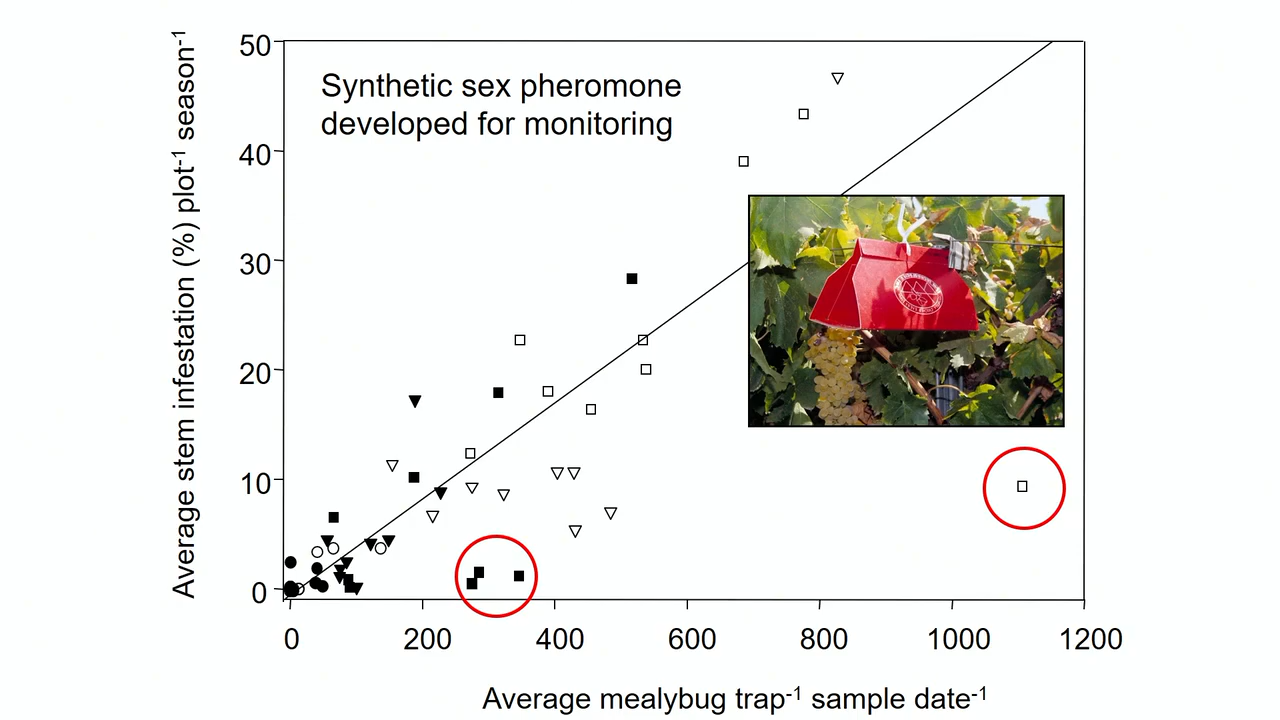 Synthetic sex pheromone
developed for monitoring
Average stem infestation (%) plot⁻¹ season⁻¹
50
40
30
20
10
0
0 200 400 600 800 1000 1200
Average mealybug trap⁻¹ sample date⁻¹